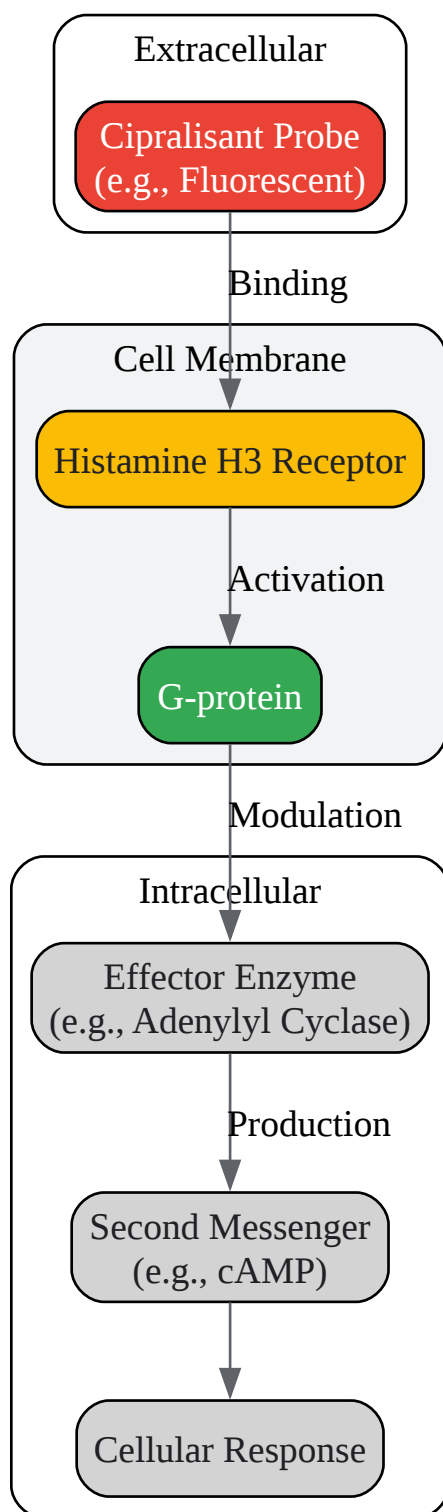 Extracellular
Cipralisant Probe
(e.g., Fluorescent)
Binding
Cell Membrane
Histamine H3 Receptor
Activation
G-protein
Modulation
Intracellular
Effector Enzyme
(e.g., Adenylyl Cyclase)
Production
Second Messenger
(e.g., cAMP)
Cellular Response